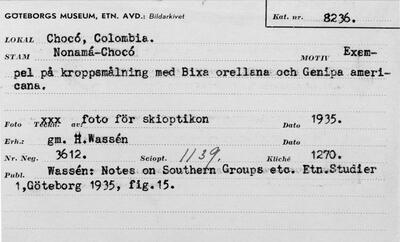 GÖTEBORGS MUSEUM, ETN. AVD.: Bildarkivet Kat. nr. 8236.
LOKAL Chocó, Colombia.
STAM Nonamá-Chocó MOTIV Exem-
pel på kroppsmålning med Bixa orellana och Genipa ameri-
cana.
Foto xxx foto för skioptikon Dato 1935.
Erh.: gm. H.Wassén Dato
Nr. Neg. 3612. Sciopt. 1139. Kliché 1270.
Publ. Wassén: Notes on Southern Groups etc. Etn.Studier
1,Göteborg 1935, fig.15.